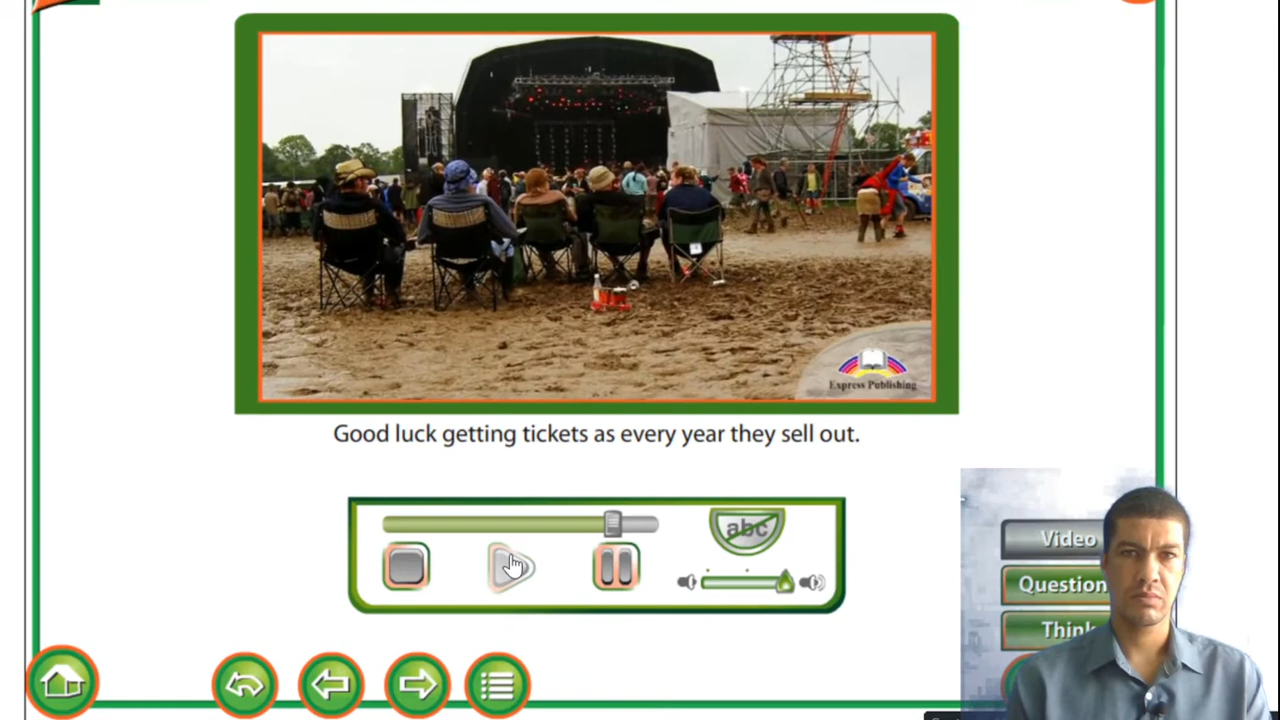 Express Publishing
Good luck getting tickets as every year they sell out.
abc
Video
Question
Think